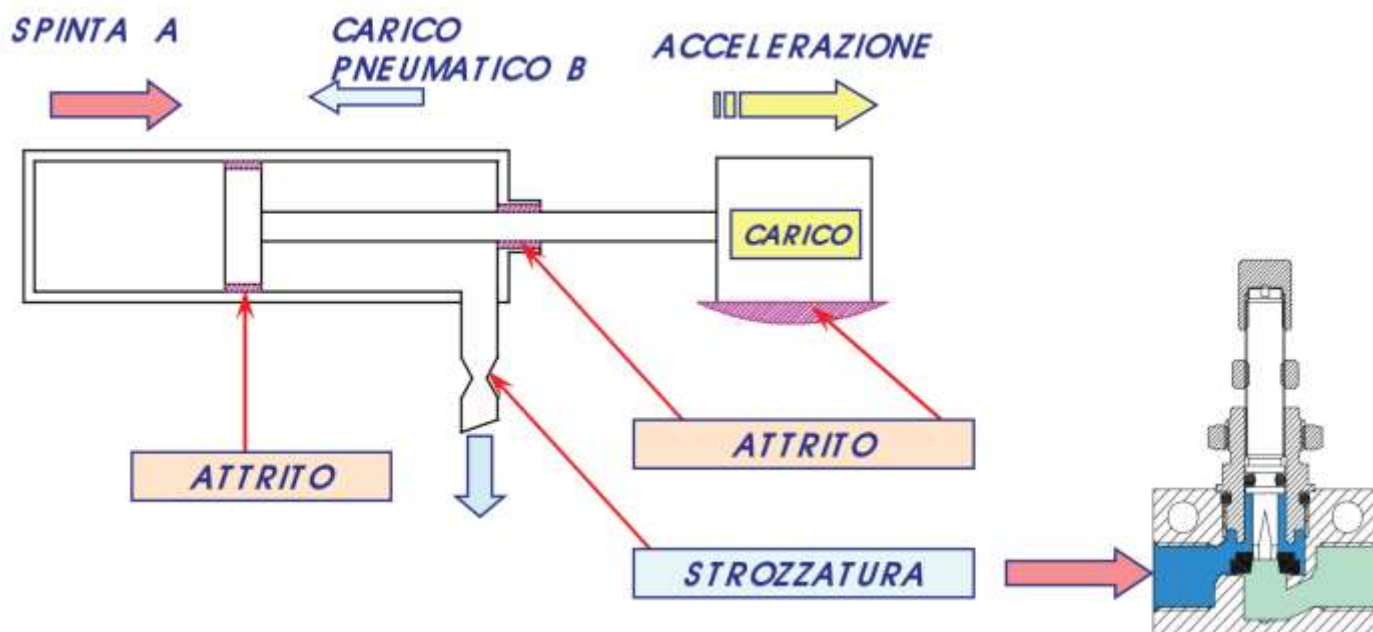 SPINTA A
CARICO
PNEUMATICO B
ACCELERAZIONE
CARICO
ATTRITO
ATTRITO
STROZZATURA